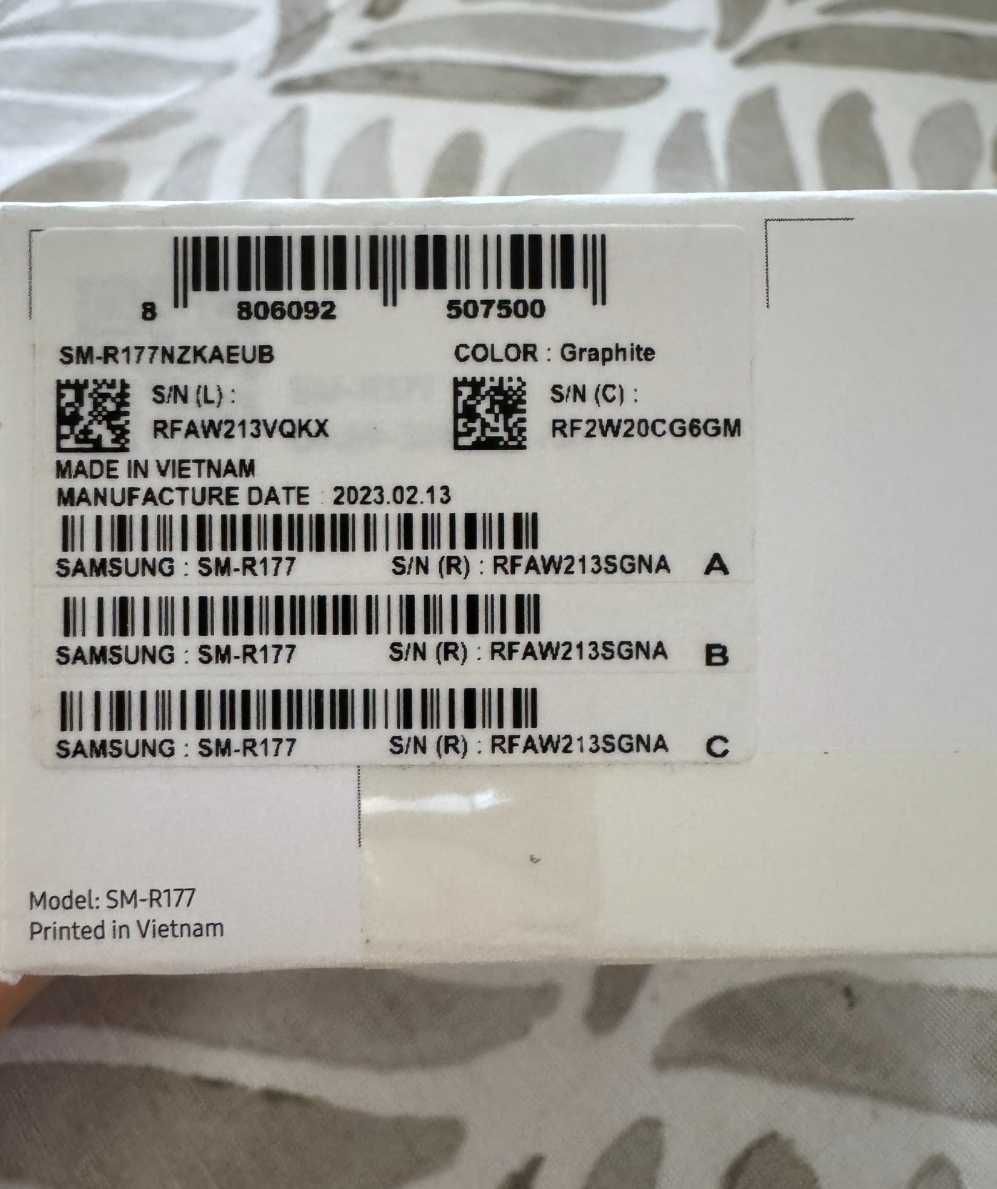 8 806092 507500
SM-R177NZKAEUB COLOR : Graphite
S/N (L) : S/N (C) :
RFAW213VQKX RF2W20CG6GM
MADE IN VIETNAM
MANUFACTURE DATE : 2023.02.13
SAMSUNG : SM-R177 S/N (R) : RFAW213SGNA A
SAMSUNG : SM-R177 S/N (R) : RFAW213SGNA B
SAMSUNG : SM-R177 S/N (R) : RFAW213SGNA C
Model: SM-R177
Printed in Vietnam